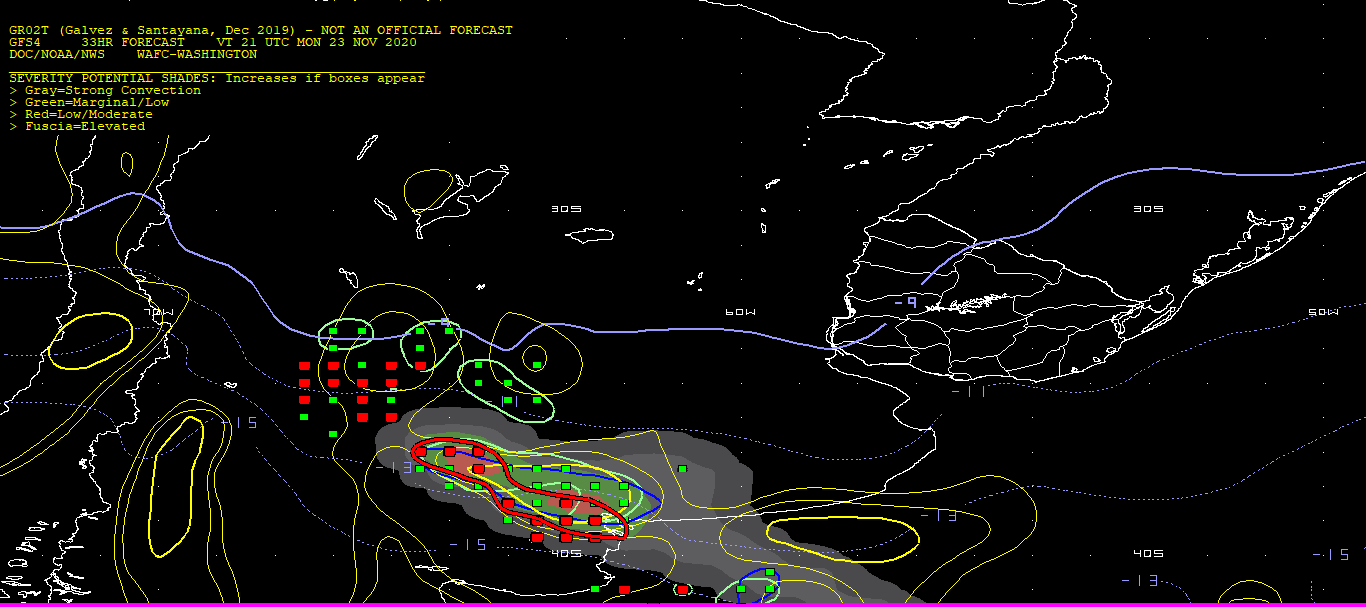 GR02T (Galvez & Santayana, Dec 2019) - NOT AN OFFICIAL FORECAST
GFS4 33HR FORECAST VT 21 UTC MON 23 NOV 2020
DOC/NOAA/NWS WAFC-WASHINGTON
SEVERITY POTENTIAL SHADES: Increases if boxes appear
> Gray=Strong Convection
> Green=Marginal/Low
> Red=Low/Moderate
> Fuscia=Elevated
30S
30S
-9
70W
60W
50W
-11
-15
-13
-13
-15
40S
40S
-15
-13